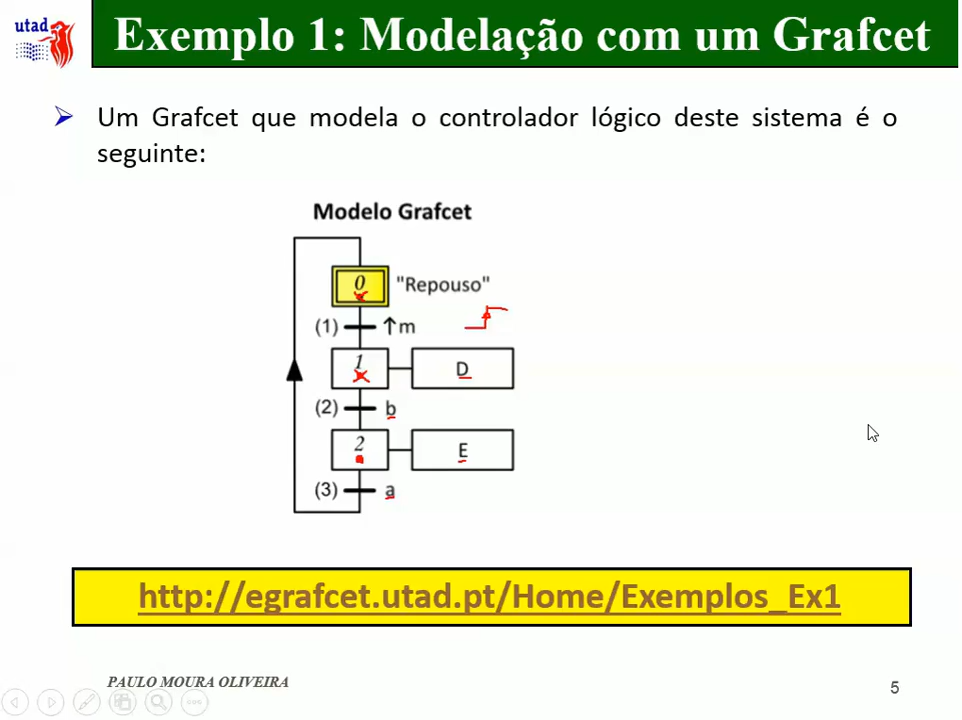 utad
Exemplo 1: Modelação com um Grafcet
Um Grafcet que modela o controlador lógico deste sistema é o
seguinte:
Modelo Grafcet
0 "Repouso"
(1) ↑m
1 D
(2) b
2 E
(3) a
http://egrafcet.utad.pt/Home/Exemplos_Ex1
PAULO MOURA OLIVEIRA
5